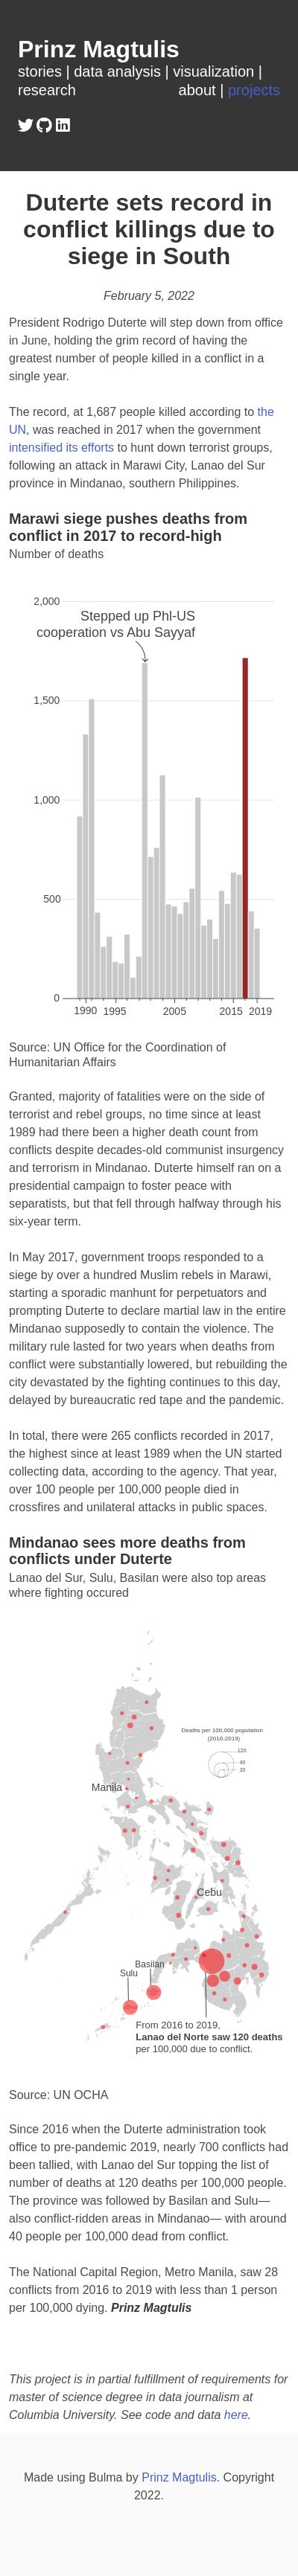 Prinz Magtulis
stories | data analysis | visualization |
research about | projects
Duterte sets record in
conflict killings due to
siege in South
February 5, 2022
President Rodrigo Duterte will step down from office
in June, holding the grim record of having the
greatest number of people killed in a conflict in a
single year.
The record, at 1,687 people killed according to the
UN, was reached in 2017 when the government
intensified its efforts to hunt down terrorist groups,
following an attack in Marawi City, Lanao del Sur
province in Mindanao, southern Philippines.
Marawi siege pushes deaths from
conflict in 2017 to record-high
Number of deaths
2,000
Stepped up Phl-US
cooperation vs Abu Sayyaf
1,500
1,000
500
0
1990 1995 2005 2015 2019
Source: UN Office for the Coordination of
Humanitarian Affairs
Granted, majority of fatalities were on the side of
terrorist and rebel groups, no time since at least
1989 had there been a higher death count from
conflicts despite decades-old communist insurgency
and terrorism in Mindanao. Duterte himself ran on a
presidential campaign to foster peace with
separatists, but that fell through halfway through his
six-year term.
In May 2017, government troops responded to a
siege by over a hundred Muslim rebels in Marawi,
starting a sporadic manhunt for perpetuators and
prompting Duterte to declare martial law in the entire
Mindanao supposedly to contain the violence. The
military rule lasted for two years when deaths from
conflict were substantially lowered, but rebuilding the
city devastated by the fighting continues to this day,
delayed by bureaucratic red tape and the pandemic.
In total, there were 265 conflicts recorded in 2017,
the highest since at least 1989 when the UN started
collecting data, according to the agency. That year,
over 100 people per 100,000 people died in
crossfires and unilateral attacks in public spaces.
Mindanao sees more deaths from
conflicts under Duterte
Lanao del Sur, Sulu, Basilan were also top areas
where fighting occured
Deaths per 100,000 population
(2016-2019)
120
40
20
Manila
Cebu
Basilan
Sulu
From 2016 to 2019,
Lanao del Norte saw 120 deaths
per 100,000 due to conflict.
Source: UN OCHA
Since 2016 when the Duterte administration took
office to pre-pandemic 2019, nearly 700 conflicts had
been tallied, with Lanao del Sur topping the list of
number of deaths at 120 deaths per 100,000 people.
The province was followed by Basilan and Sulu—
also conflict-ridden areas in Mindanao— with around
40 people per 100,000 dead from conflict.
The National Capital Region, Metro Manila, saw 28
conflicts from 2016 to 2019 with less than 1 person
per 100,000 dying. Prinz Magtulis
This project is in partial fulfillment of requirements for
master of science degree in data journalism at
Columbia University. See code and data here.
Made using Bulma by Prinz Magtulis. Copyright
2022.